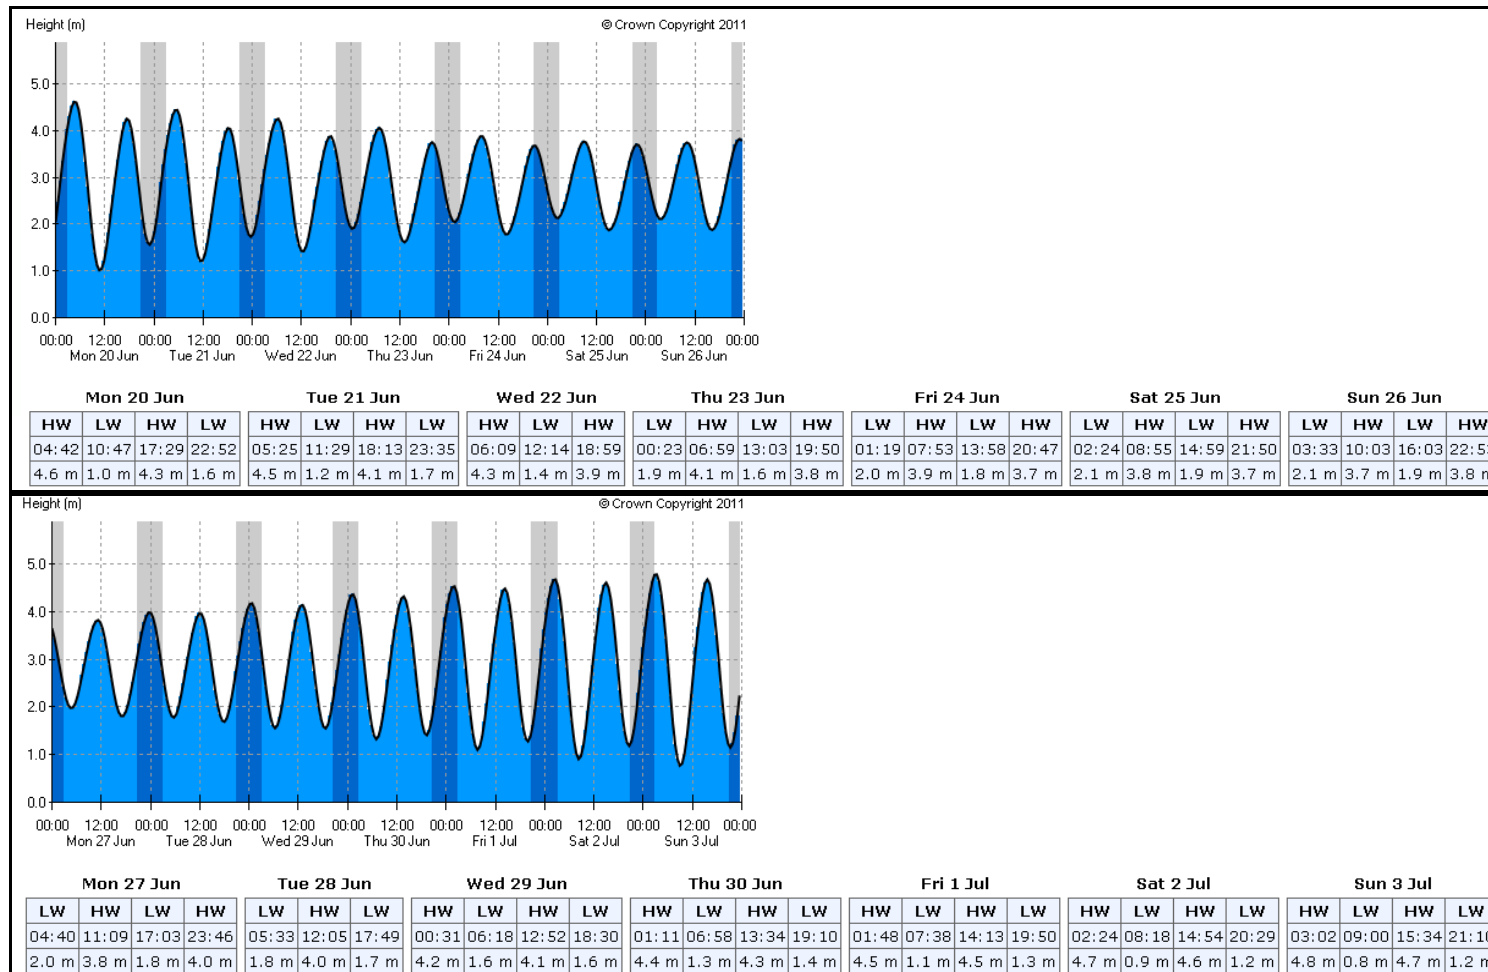 Height (m) © Crown Copyright 2011
5.0
4.0
3.0
2.0
1.0
0.0
00:00 12:00 00:00 12:00 00:00 12:00 00:00 12:00 00:00 12:00 00:00 12:00 00:00 12:00 00:00
Mon 20 Jun Tue 21 Jun Wed 22 Jun Thu 23 Jun Fri 24 Jun Sat 25 Jun Sun 26 Jun
Mon 20 Jun Tue 21 Jun Wed 22 Jun Thu 23 Jun Fri 24 Jun Sat 25 Jun Sun 26 Jun
HW LW HW LW HW LW HW LW HW LW HW LW HW LW HW LW HW LW HW LW HW LW HW LW HW LW HW
04:42 10:47 17:29 22:52 05:25 11:29 18:13 23:35 06:09 12:14 18:59 00:23 06:59 13:03 19:50 01:19 07:53 13:58 20:47 02:24 08:55 14:59 21:50 03:33 10:03 16:03 22:53
4.6 m 1.0 m 4.3 m 1.6 m 4.5 m 1.2 m 4.1 m 1.7 m 4.3 m 1.4 m 3.9 m 1.9 m 4.1 m 1.6 m 3.8 m 2.0 m 3.9 m 1.8 m 3.7 m 2.1 m 3.8 m 1.9 m 3.7 m 2.1 m 3.7 m 1.9 m 3.8 m
Height (m) © Crown Copyright 2011
5.0
4.0
3.0
2.0
1.0
0.0
00:00 12:00 00:00 12:00 00:00 12:00 00:00 12:00 00:00 12:00 00:00 12:00 00:00 12:00 00:00
Mon 27 Jun Tue 28 Jun Wed 29 Jun Thu 30 Jun Fri 1 Jul Sat 2 Jul Sun 3 Jul
Mon 27 Jun Tue 28 Jun Wed 29 Jun Thu 30 Jun Fri 1 Jul Sat 2 Jul Sun 3 Jul
LW HW LW HW LW HW LW HW LW HW LW HW LW HW LW HW LW HW LW HW LW HW LW HW LW HW LW
04:40 11:09 17:03 23:46 05:33 12:05 17:49 00:31 06:18 12:52 18:30 01:11 06:58 13:34 19:10 01:48 07:38 14:13 19:50 02:24 08:18 14:54 20:29 03:02 09:00 15:34 21:10
2.0 m 3.8 m 1.8 m 4.0 m 1.8 m 4.0 m 1.7 m 4.2 m 1.6 m 4.1 m 1.6 m 4.4 m 1.3 m 4.3 m 1.4 m 4.5 m 1.1 m 4.5 m 1.3 m 4.7 m 0.9 m 4.6 m 1.2 m 4.8 m 0.8 m 4.7 m 1.2 m